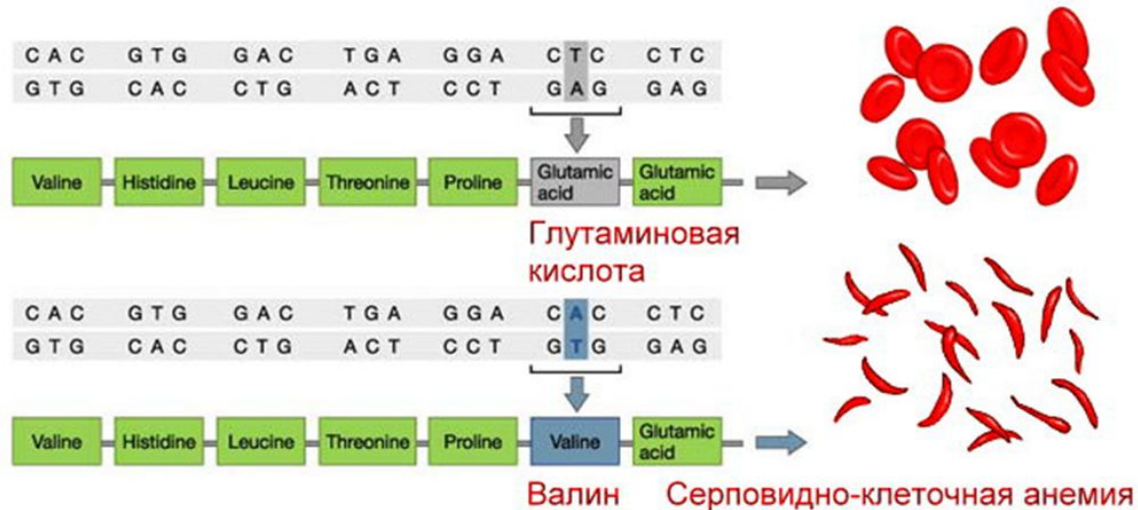 CAC GTG GAC TGA GGA CTC CTC
GTG CAC CTG ACT CCT GAG GAG
Valine Histidine Leucine Threonine Proline Glutamic acid Glutamic acid
Глутаминовая
кислота
CAC GTG GAC TGA GGA CAC CTC
GTG CAC CTG ACT CCT GTG GAG
Valine Histidine Leucine Threonine Proline Valine Glutamic acid
Валин Серповидно-клеточная анемия